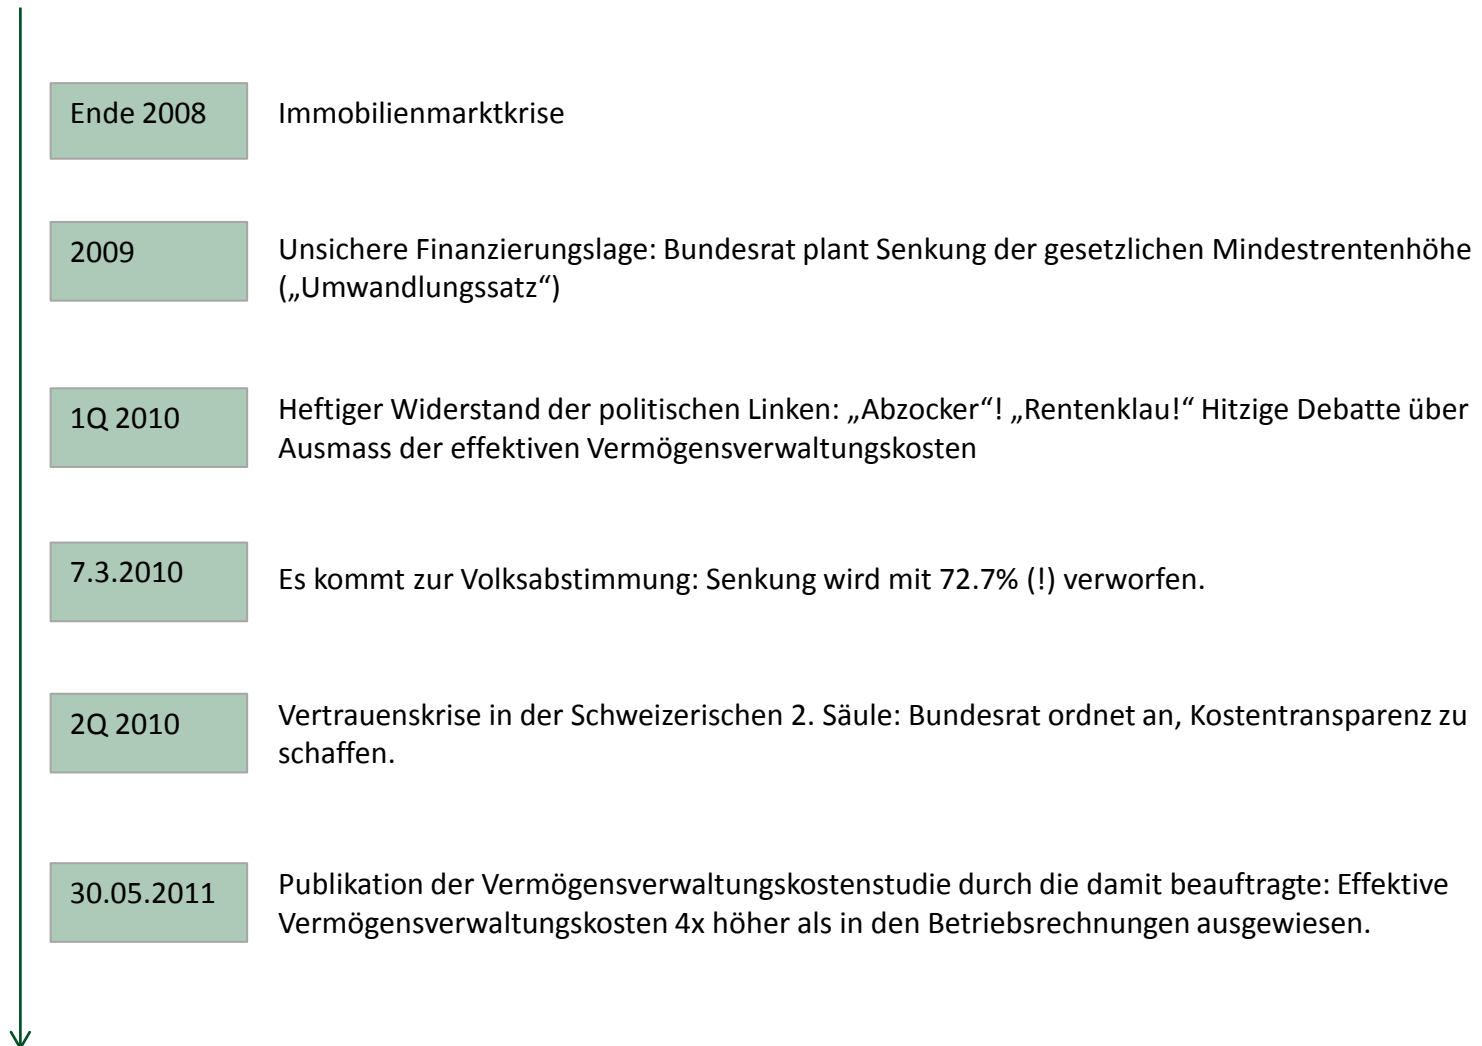 Ende 2008
Immobilienmarktkrise
2009
Unsichere Finanzierungslage: Bundesrat plant Senkung der gesetzlichen Mindestrentenhöhe
(„Umwandlungssatz“)
1Q 2010
Heftiger Widerstand der politischen Linken: „Abzocker“! „Rentenklau!“ Hitzige Debatte über
Ausmass der effektiven Vermögensverwaltungskosten
7.3.2010
Es kommt zur Volksabstimmung: Senkung wird mit 72.7% (!) verworfen.
2Q 2010
Vertrauenskrise in der Schweizerischen 2. Säule: Bundesrat ordnet an, Kostentransparenz zu
schaffen.
30.05.2011
Publikation der Vermögensverwaltungskostenstudie durch die damit beauftragte: Effektive
Vermögensverwaltungskosten 4x höher als in den Betriebsrechnungen ausgewiesen.